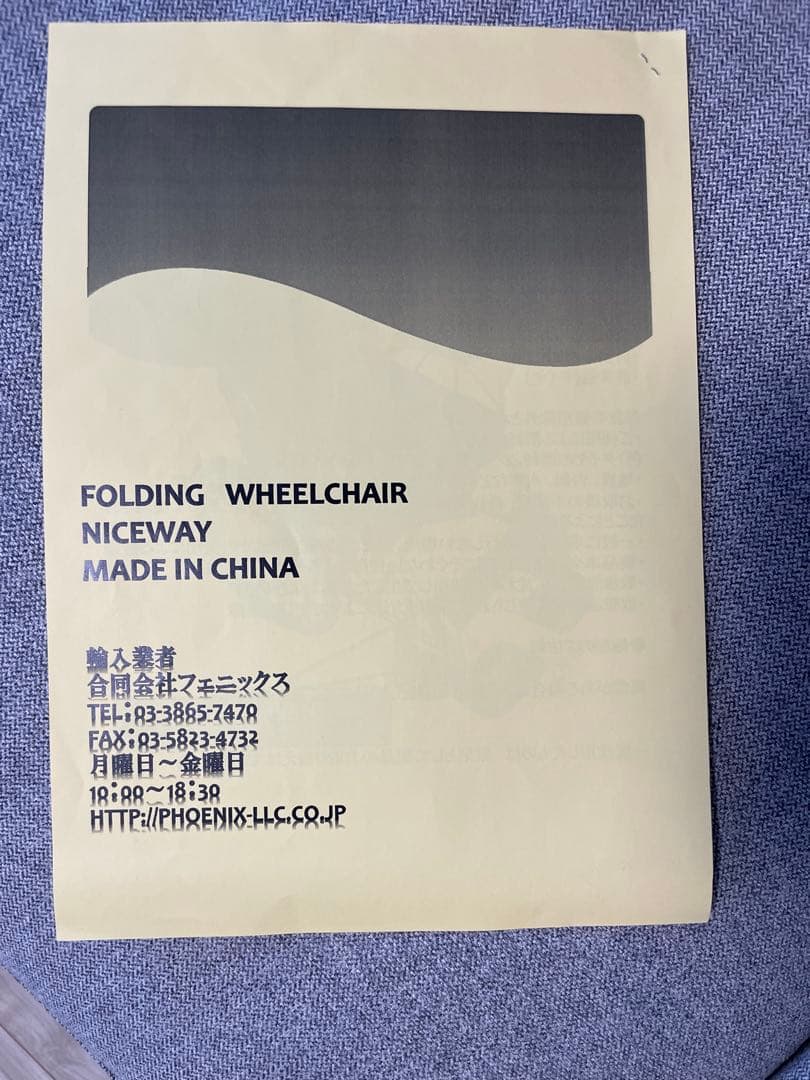 FOLDING WHEELCHAIR
NICEWAY
MADE IN CHINA
輸入業者
合同会社フェニックス
TEL:03-3865-7470
FAX:03-5823-4732
月曜日～金曜日
10:00～18:30
HTTP://PHOENIX-LLC.CO.JP